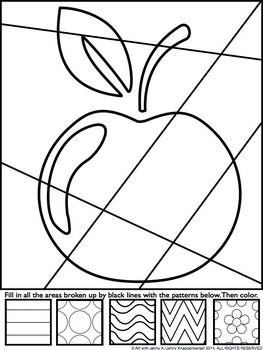 Fill in all the areas broken up by black lines with the patterns below.Then color.
© Art with Jenny K. (Jenny Knappenberger) 2014. ALL RIGHTS RESERVED